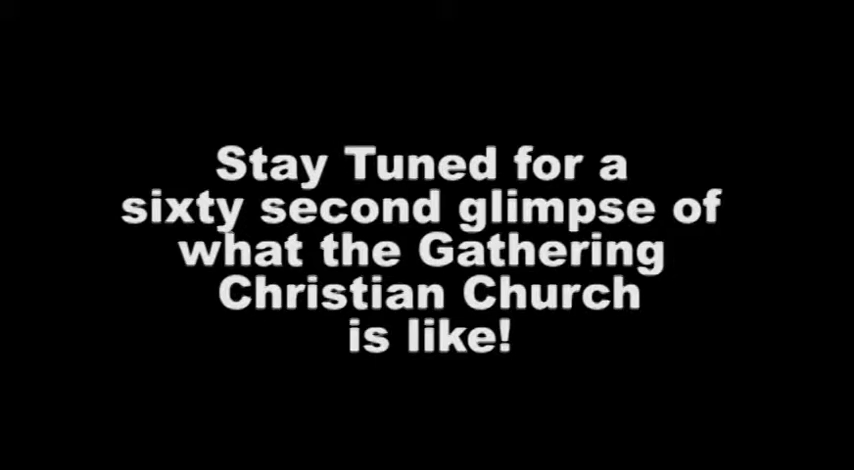 Stay Tuned for a
sixty second glimpse of
what the Gathering
Christian Church
is like!